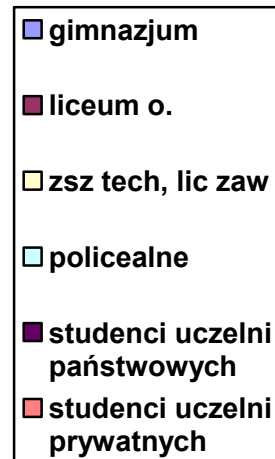 gimnazjum
liceum o.
zsz tech, lic zaw
policealne
studenci uczelni
państwowych
studenci uczelni
prywatnych